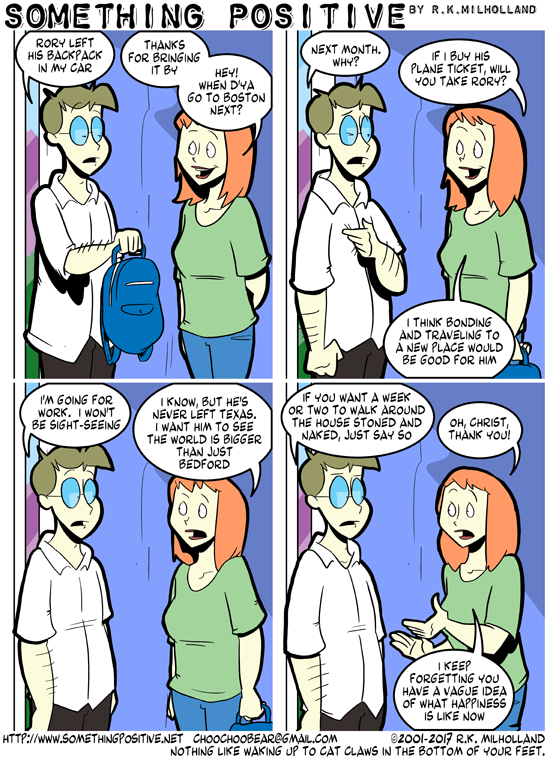 SOMETHING POSITIVE BY R.K.MILHOLLAND
RORY LEFT
HIS BACKPACK
IN MY CAR
THANKS
FOR BRINGING
IT BY
HEY!
WHEN D'YA
GO TO BOSTON
NEXT?
NEXT MONTH.
WHY?
IF I BUY HIS
PLANE TICKET, WILL
YOU TAKE RORY?
I THINK BONDING
AND TRAVELING TO
A NEW PLACE WOULD
BE GOOD FOR HIM
I'M GOING FOR
WORK. I WON'T
BE SIGHT-SEEING
I KNOW, BUT HE'S
NEVER LEFT TEXAS.
I WANT HIM TO SEE
THE WORLD IS BIGGER
THAN JUST
BEDFORD
IF YOU WANT A WEEK
OR TWO TO WALK AROUND
THE HOUSE STONED AND
NAKED, JUST SAY SO
OH, CHRIST,
THANK YOU!
I KEEP
FORGETTING YOU
HAVE A VAGUE IDEA
OF WHAT HAPPINESS
IS LIKE NOW
HTTP://WWW.SOMETHINGPOSITIVE.NET CHOOCHOOBEAR@GMAIL.COM ©2001-2017 R.K. MILHOLLAND
NOTHING LIKE WAKING UP TO CAT CLAWS IN THE BOTTOM OF YOUR FEET.